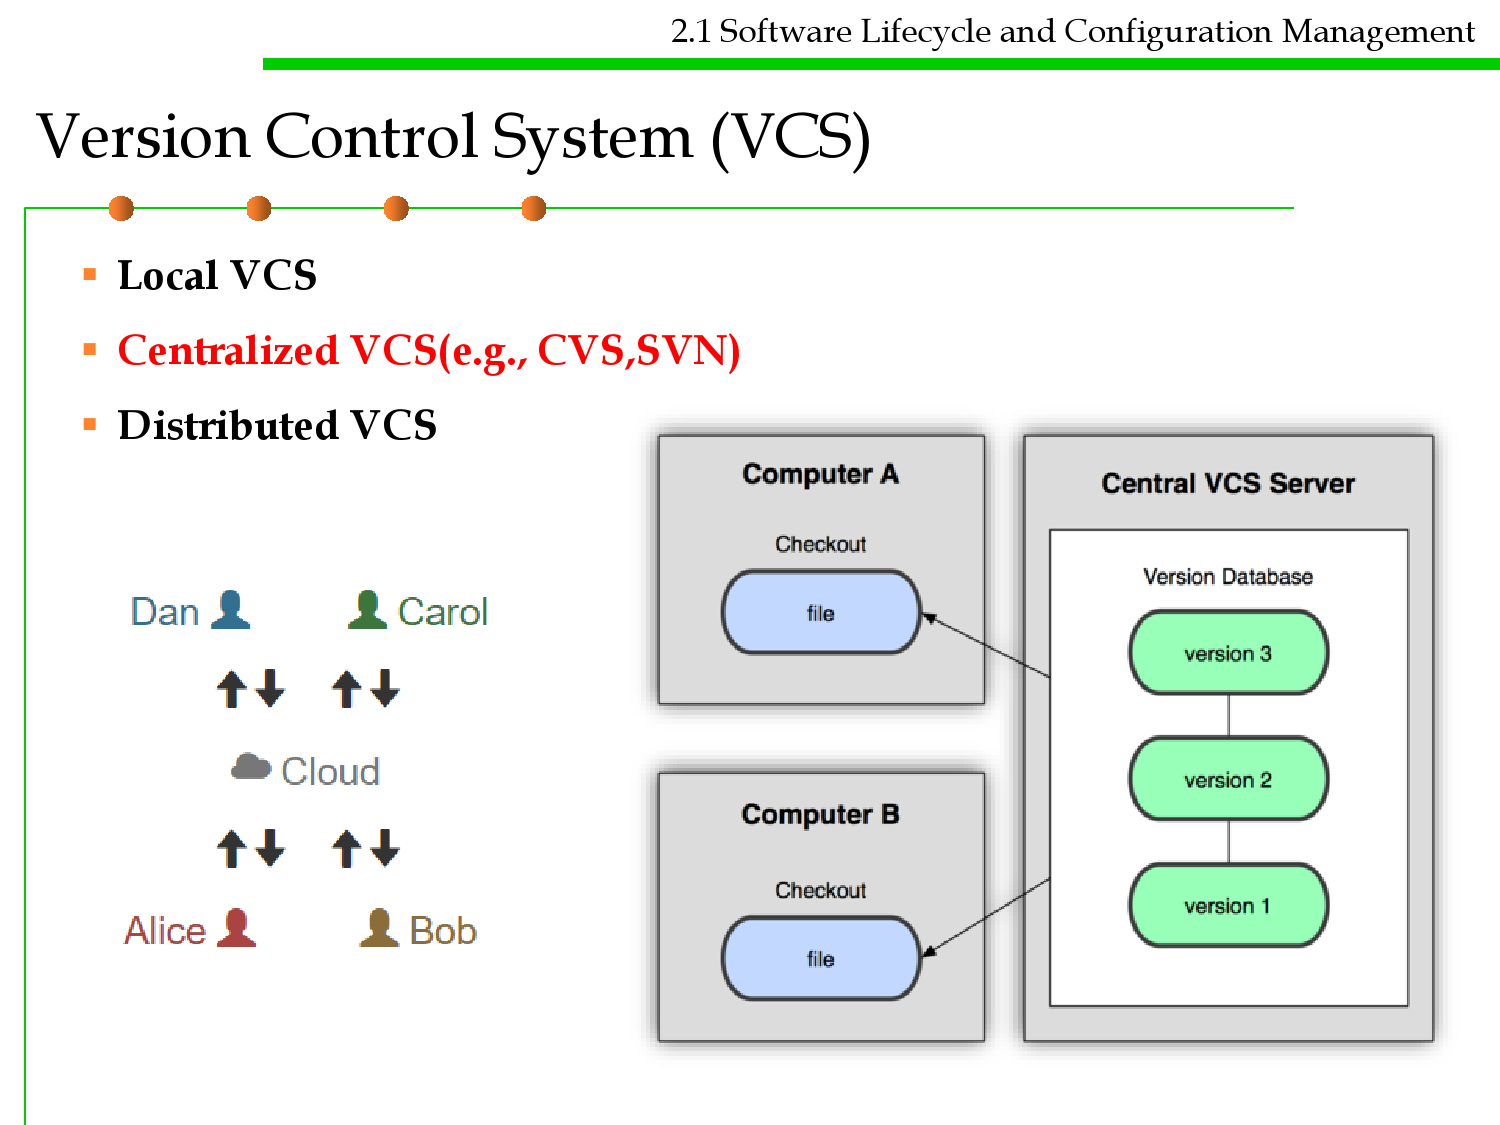 2.1 Software Lifecycle and Configuration Management
Version Control System (VCS)
Local VCS
Centralized VCS(e.g., CVS,SVN)
Distributed VCS
Dan
Carol
Cloud
Alice
Bob
Computer A
Checkout
file
Computer B
Checkout
file
Central VCS Server
Version Database
version 3
version 2
version 1